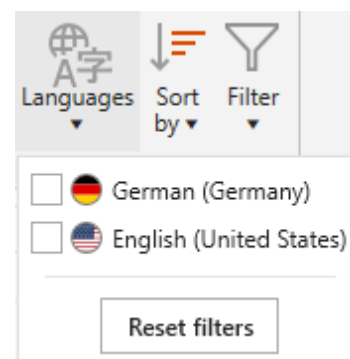 A字
Languages Sort by Filter
German (Germany)
English (United States)
Reset filters